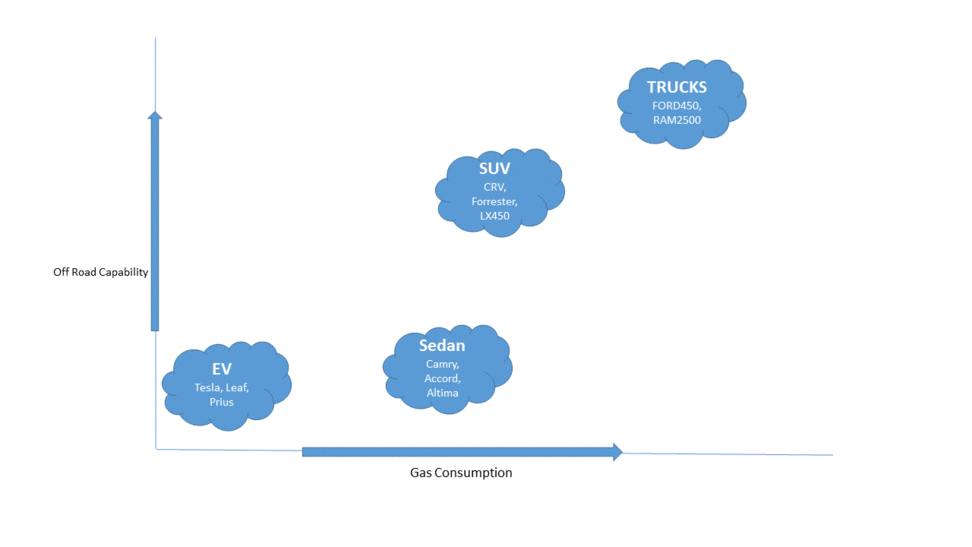 TRUCKS
FORD450,
RAM2500
SUV
CRV,
Forrester,
LX450
Off Road Capability
Sedan
Camry,
Accord,
Altima
EV
Tesla, Leaf,
Prius
Gas Consumption